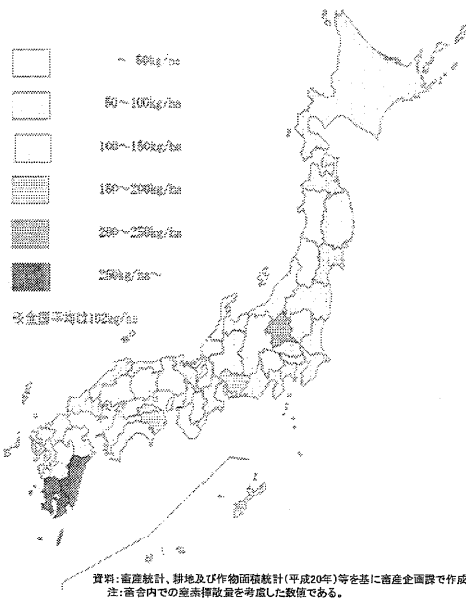 ～ 50kg/ha
50～100kg/ha
100～150kg/ha
150～200kg/ha
200～250kg/ha
250kg/ha～
※全国平均は102kg/ha
資料:畜産統計、耕地及び作物面積統計(平成20年)等を基に畜産企画課で作成
注:畜舎内での窒素揮散量を考慮した数値である。